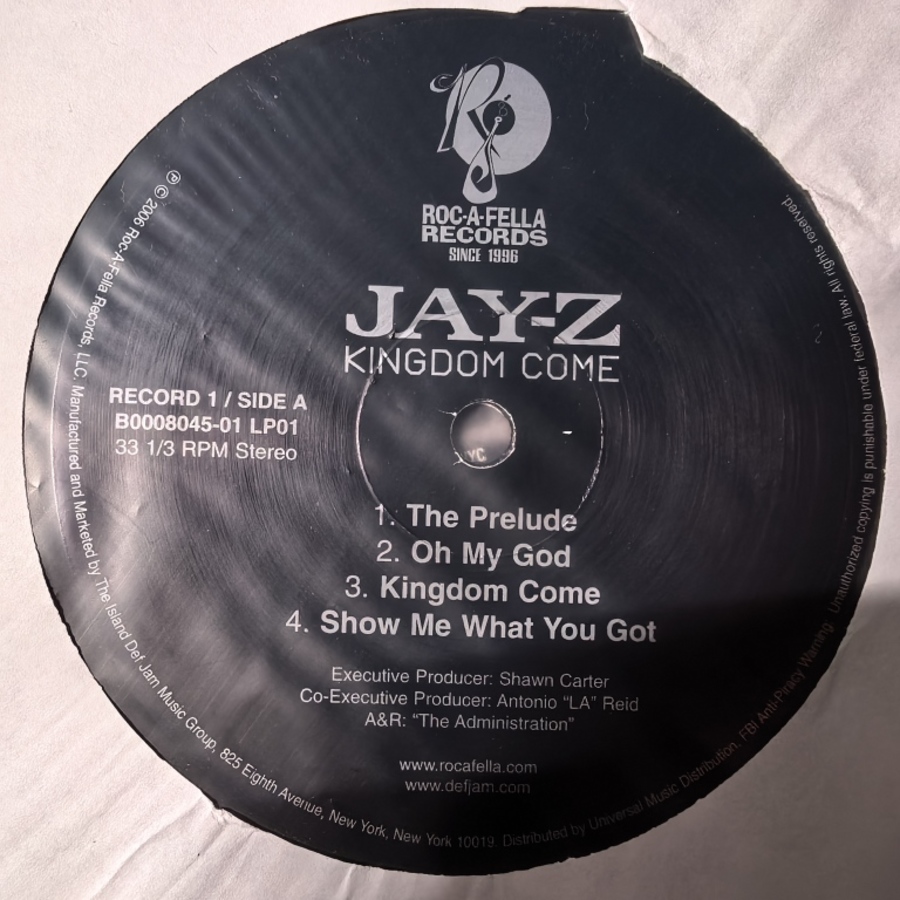 ROC-A-FELLA
RECORDS
SINCE 1996
JAY-Z
KINGDOM COME
RECORD 1 / SIDE A
B0008045-01 LP01
33 1/3 RPM Stereo
YC
1. The Prelude
2. Oh My God
3. Kingdom Come
4. Show Me What You Got
Executive Producer: Shawn Carter
Co-Executive Producer: Antonio “LA” Reid
A&R: “The Administration”
www.rocafella.com
www.defjam.com
℗ © 2006 Roc-A-Fella Records, LLC. Manufactured and Marketed by The Island Def Jam Music Group, 825 Eighth Avenue, New York, New York 10019. Distributed by Universal Music Distribution. FBI Anti-Piracy Warning: Unauthorized copying is punishable under federal law. All rights reserved.